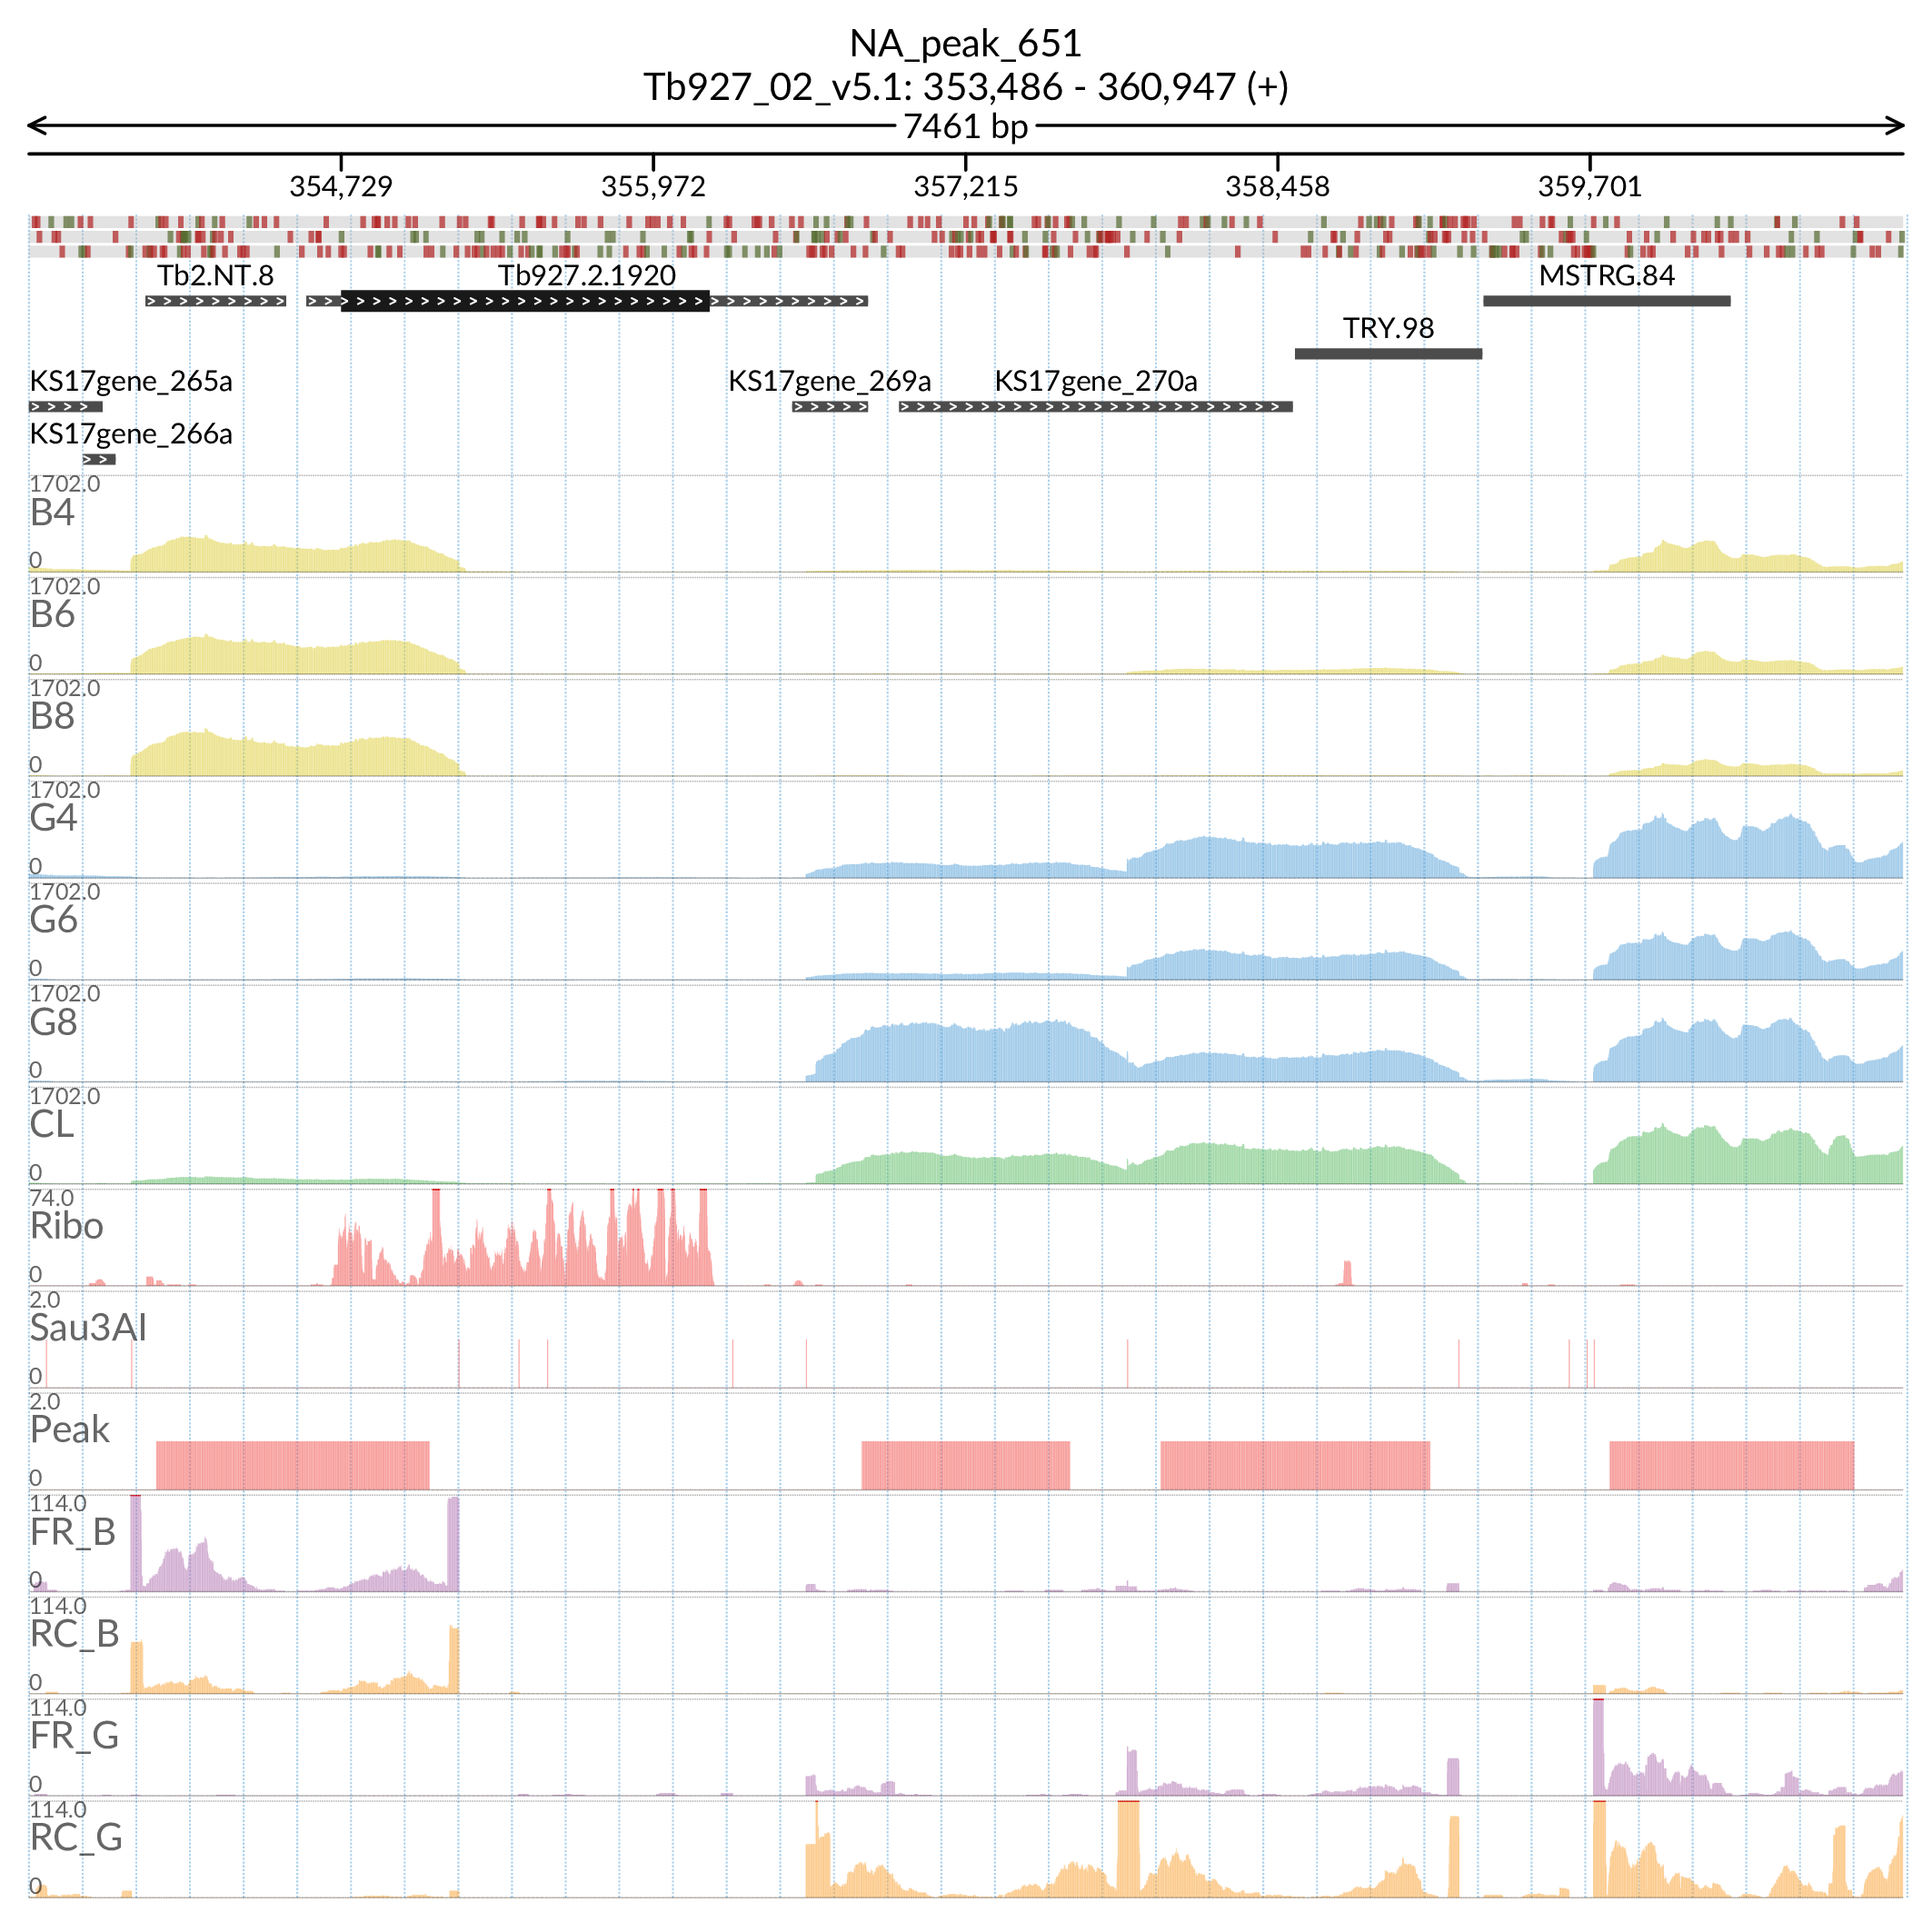 NA_peak_651
Tb927_02_v5.1: 353,486 - 360,947 (+)
7461 bp
354,729 355,972 357,215 358,458 359,701
Tb2.NT.8 Tb927.2.1920 MSTRG.84
TRY.98
KS17gene_265a KS17gene_269a KS17gene_270a
KS17gene_266a
1702.0
B4
0
1702.0
B6
0
1702.0
B8
0
1702.0
G4
0
1702.0
G6
0
1702.0
G8
0
1702.0
CL
0
74.0
Ribo
0
2.0
Sau3AI
0
2.0
Peak
0
114.0
FR_B
0
114.0
RC_B
0
114.0
FR_G
0
114.0
RC_G
0